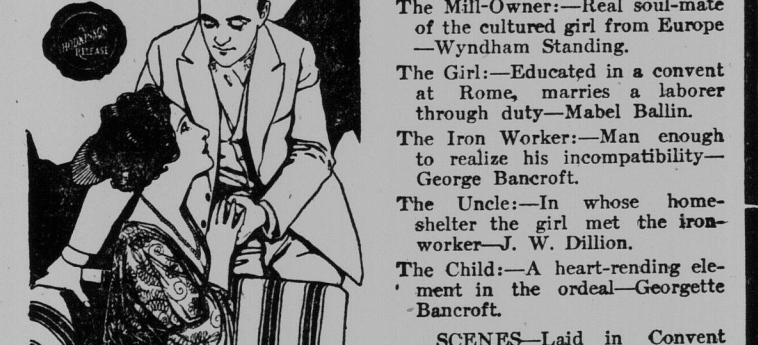 A
HODKINSON
RELEASE
The Mill-Owner:—Real soul-mate
of the cultured girl from Europe
—Wyndham Standing.
The Girl:—Educated in a convent
at Rome, marries a laborer
through duty—Mabel Ballin.
The Iron Worker:—Man enough
to realize his incompatibility—
George Bancroft.
The Uncle:—In whose home-
shelter the girl met the iron-
worker—J. W. Dillion.
The Child:—A heart-rending ele-
ment in the ordeal—Georgette
Bancroft.
SCENES—Laid in Convent